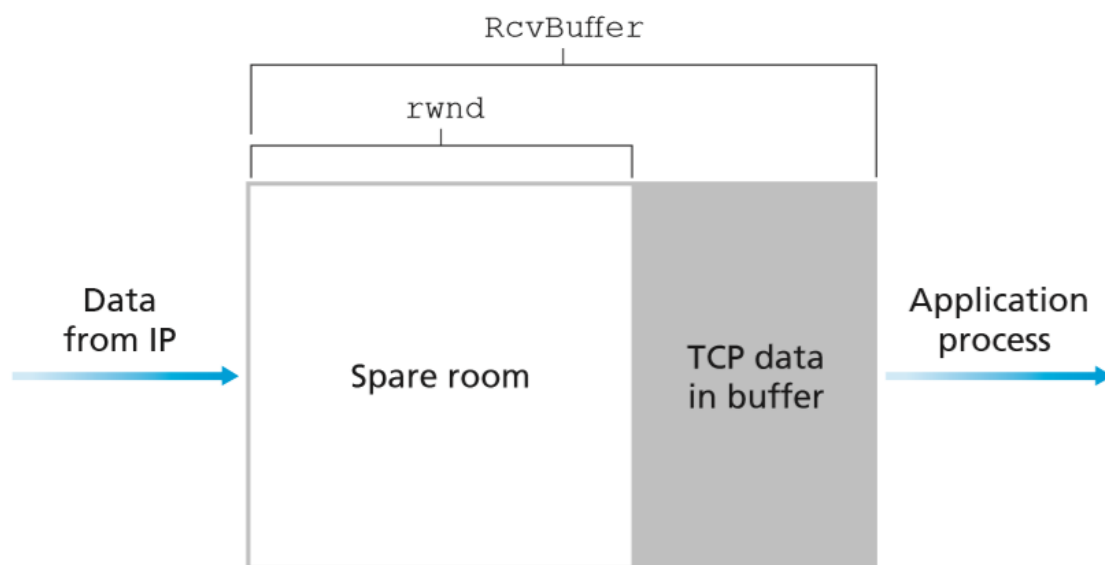 RcvBuffer
rwnd
Data
from IP
Spare room
TCP data
in buffer
Application
process